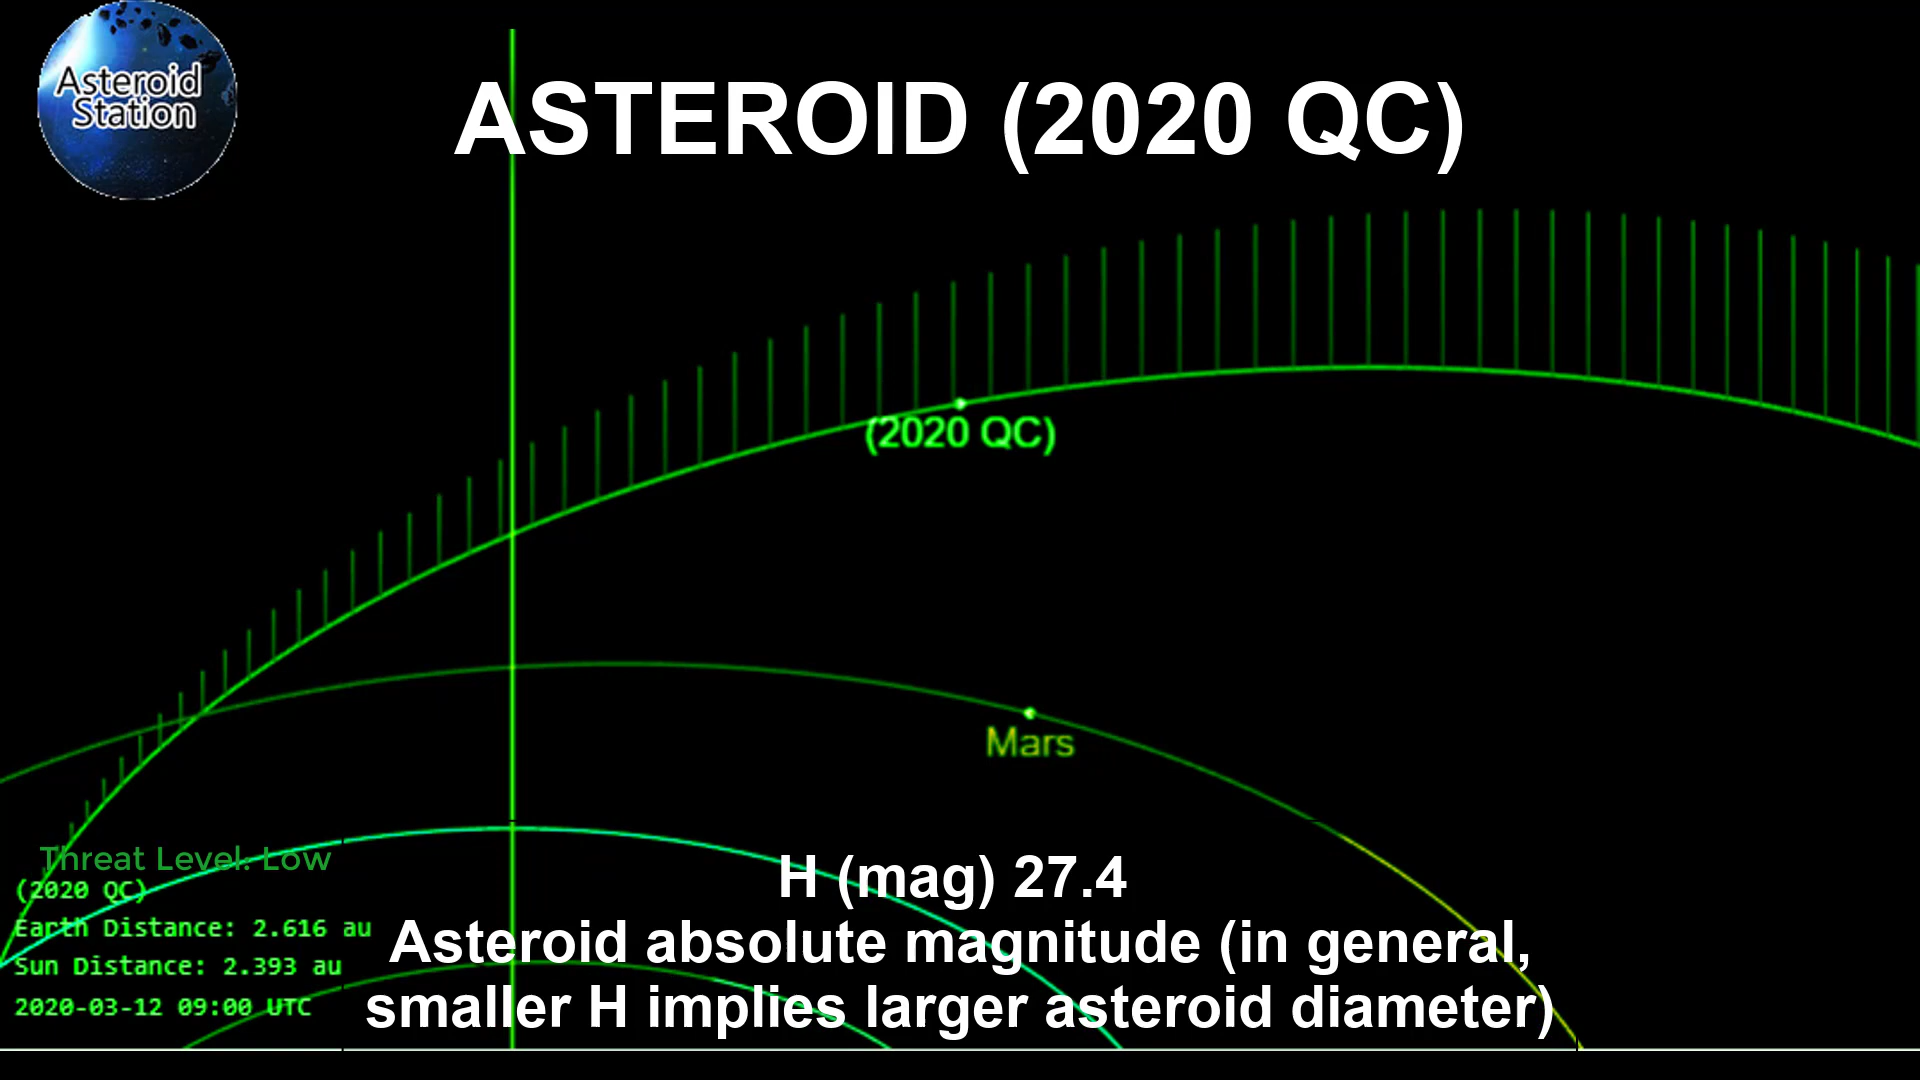 Asteroid
Station
ASTEROID (2020 QC)
(2020 QC)
Mars
Threat Level: Low
(2020 QC)
Earth Distance: 2.616 au
Sun Distance: 2.393 au
2020-03-12 09:00 UTC
H (mag) 27.4
Asteroid absolute magnitude (in general,
smaller H implies larger asteroid diameter)